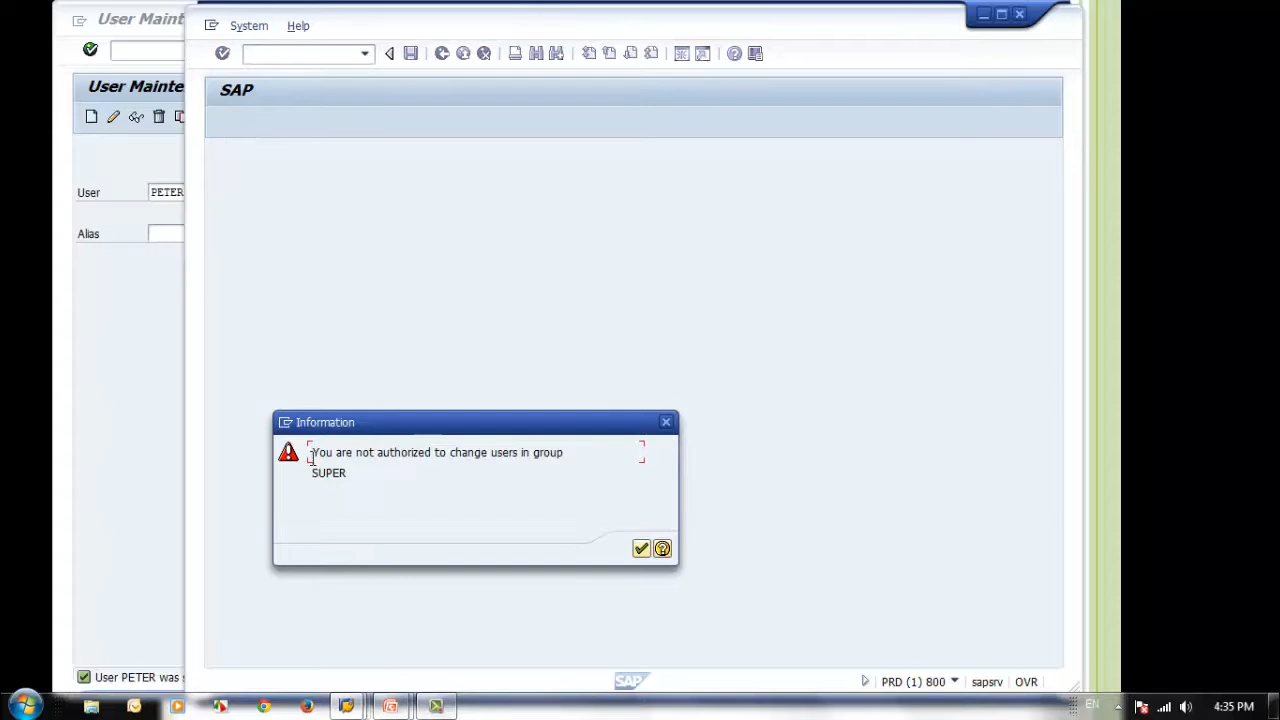 User Maint
System Help
SAP
User Mainte
User PETER
Alias
Information
You are not authorized to change users in group
SUPER
User PETER was s
SAP
PRD (1) 800 sapsrv OVR
EN
4:35 PM